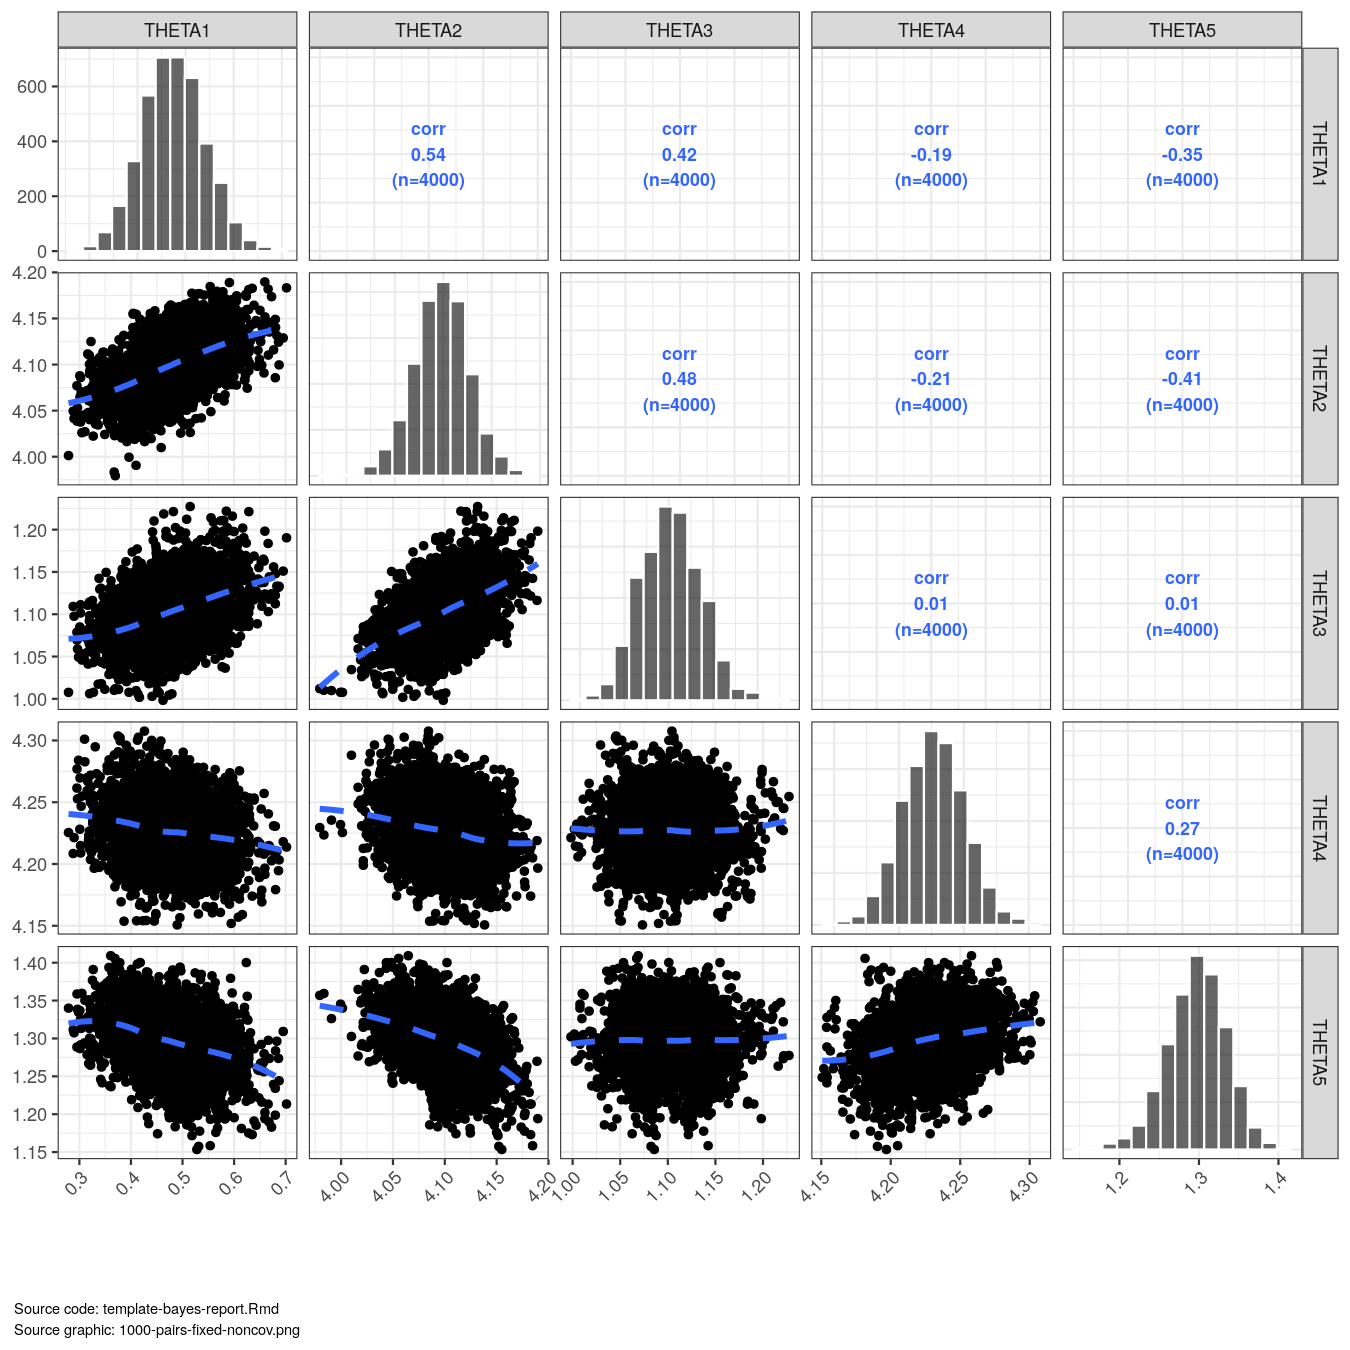 THETA1 THETA2 THETA3 THETA4 THETA5
600
400
200
0
corr
0.54
(n=4000)
corr
0.42
(n=4000)
corr
-0.19
(n=4000)
corr
-0.35
(n=4000)
THETA1
4.20
4.15
4.10
4.05
4.00
corr
0.48
(n=4000)
corr
-0.21
(n=4000)
corr
-0.41
(n=4000)
THETA2
1.20
1.15
1.10
1.05
1.00
corr
0.01
(n=4000)
corr
0.01
(n=4000)
THETA3
4.30
4.25
4.20
4.15
corr
0.27
(n=4000)
THETA4
1.40
1.35
1.30
1.25
1.20
1.15
THETA5
0.3 0.4 0.5 0.6 0.7 4.00 4.05 4.10 4.15 4.20 1.00 1.05 1.10 1.15 1.20 4.15 4.20 4.25 4.30 1.2 1.3 1.4
Source code: template-bayes-report.Rmd
Source graphic: 1000-pairs-fixed-noncov.png